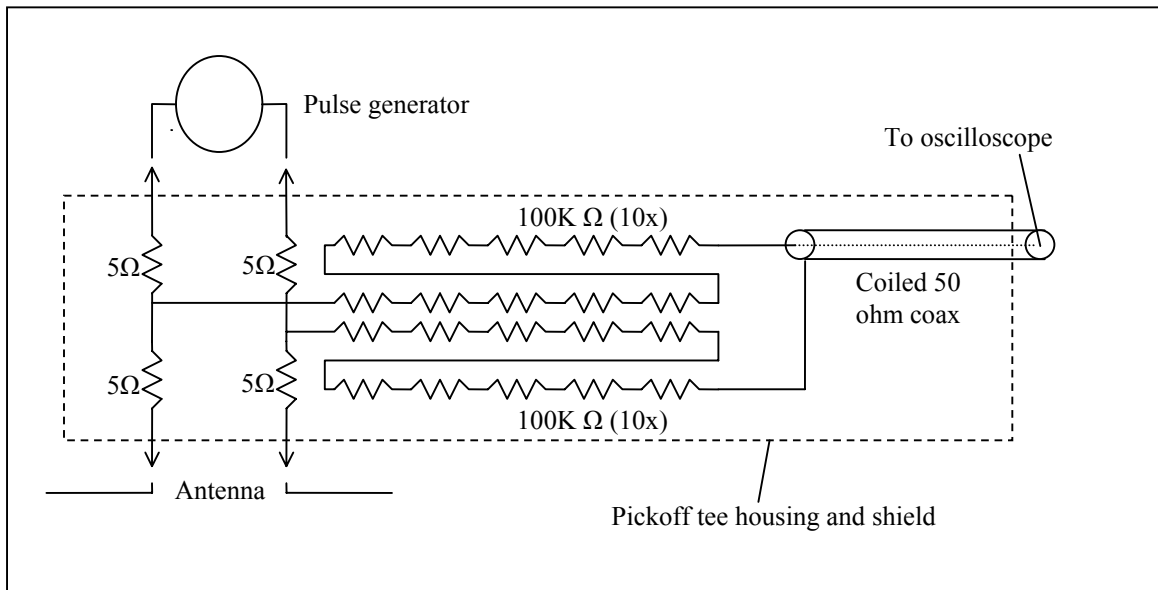 Pulse generator
To oscilloscope
100K Ω (10x)
5Ω
5Ω
Coiled 50
ohm coax
5Ω
5Ω
100K Ω (10x)
Antenna
Pickoff tee housing and shield